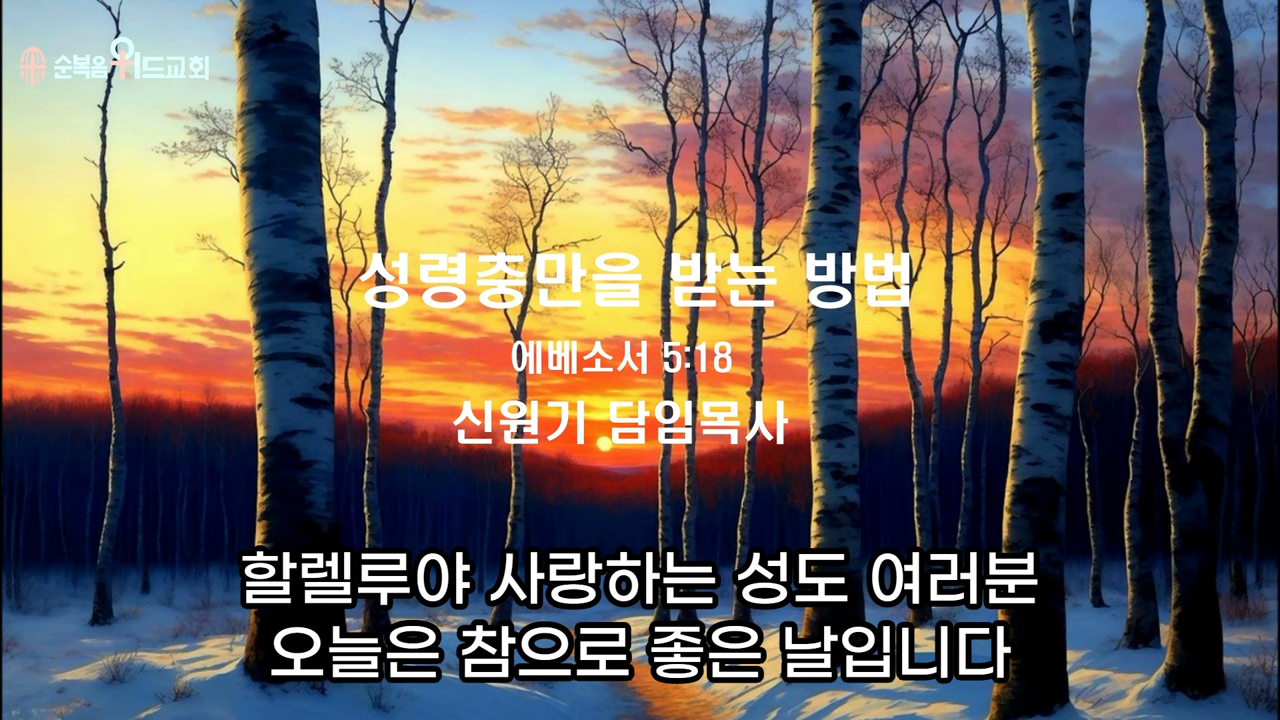 순복음위드교회
성령충만을 받는 방법
에베소서 5:18
신원기 담임목사
할렐루야 사랑하는 성도 여러분
오늘은 참으로 좋은 날입니다